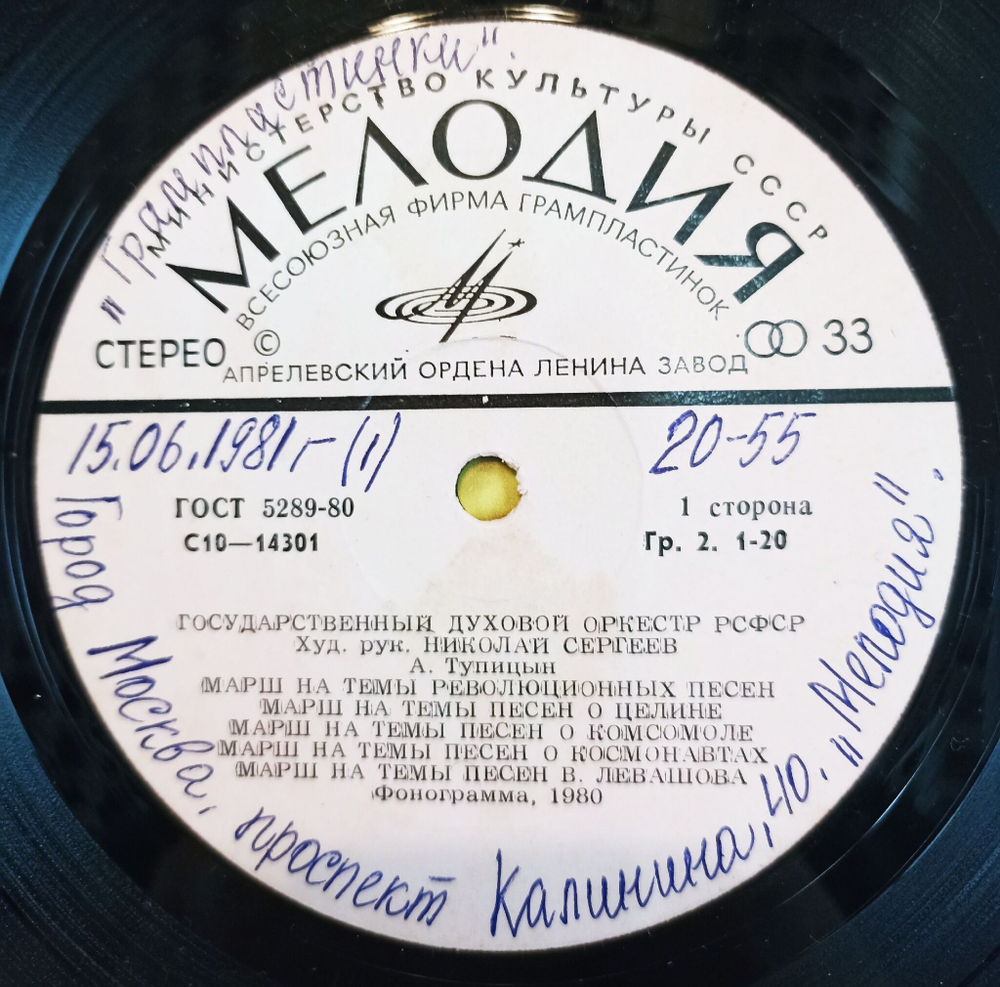 "Грампластинки".
МИНИСТЕРСТВО КУЛЬТУРЫ СССР
МЕЛОДИЯ
ВСЕСОЮЗНАЯ ФИРМА ГРАМПЛАСТИНОК
СТЕРЕО
©
33
АПРЕЛЕВСКИЙ ОРДЕНА ЛЕНИНА ЗАВОД
15.06.1981г-(1)
20-55
ГОСТ 5289-80
1 сторона
С10—14301
Гр. 2. 1-20
ГОСУДАРСТВЕННЫЙ ДУХОВОЙ ОРКЕСТР РСФСР
Худ. рук. НИКОЛАЙ СЕРГЕЕВ
А. Тупицын
МАРШ НА ТЕМЫ РЕВОЛЮЦИОННЫХ ПЕСЕН
МАРШ НА ТЕМЫ ПЕСЕН О ЦЕЛИНЕ
МАРШ НА ТЕМЫ ПЕСЕН О КОМСОМОЛЕ
МАРШ НА ТЕМЫ ПЕСЕН О КОСМОНАВТАХ
МАРШ НА ТЕМЫ ПЕСЕН В. ЛЕВАШОВА
Фонограмма, 1980
Город Москва, проспект Калинина, 40. "Мелодия".